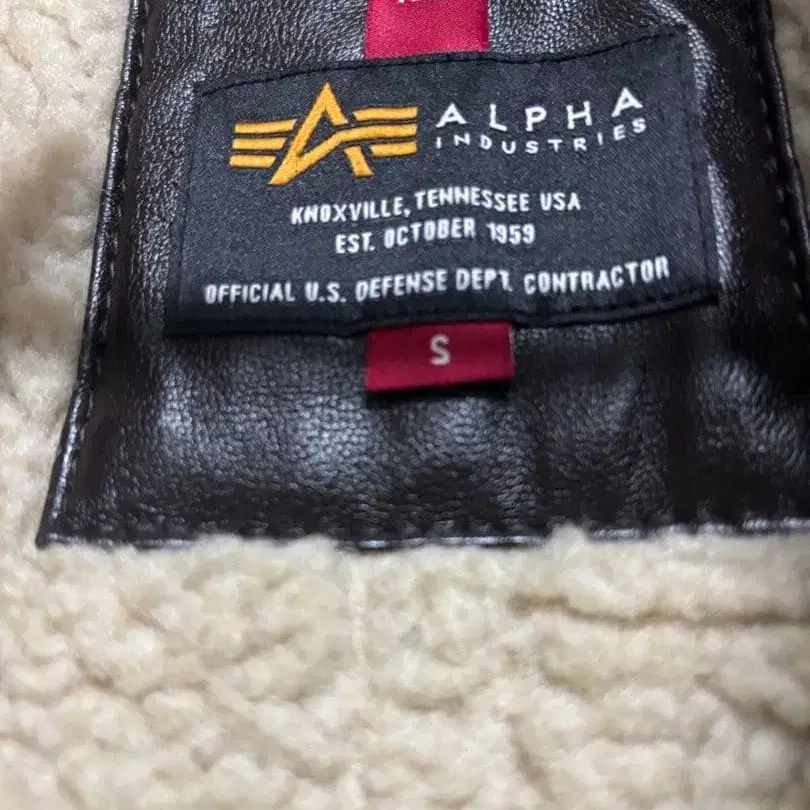 ALPHA
INDUSTRIES
KNOXVILLE, TENNESSEE USA
EST. OCTOBER 1959
OFFICIAL U.S. DEFENSE DEPT. CONTRACTOR
S